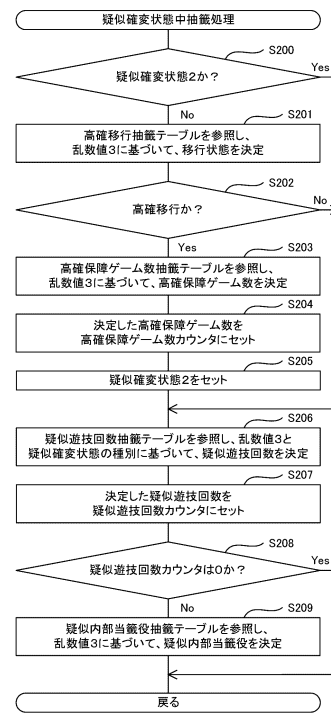 疑似確変状態中抽籤処理
S200
疑似確変状態2か？
Yes
No
S201
高確移行抽籤テーブルを参照し、
乱数値3に基づいて、移行状態を決定
S202
高確移行か？
No
Yes
S203
高確保障ゲーム数抽籤テーブルを参照し、
乱数値3に基づいて、高確保障ゲーム数を決定
S204
決定した高確保障ゲーム数を
高確保障ゲーム数カウンタにセット
S205
疑似確変状態2をセット
S206
疑似遊技回数抽籤テーブルを参照し、乱数値3と
疑似確変状態の種別に基づいて、疑似遊技回数を決定
S207
決定した疑似遊技回数を
疑似遊技回数カウンタにセット
S208
疑似遊技回数カウンタは0か？
Yes
No
S209
疑似内部当籤役抽籤テーブルを参照し、
乱数値3に基づいて、疑似内部当籤役を決定
戻る